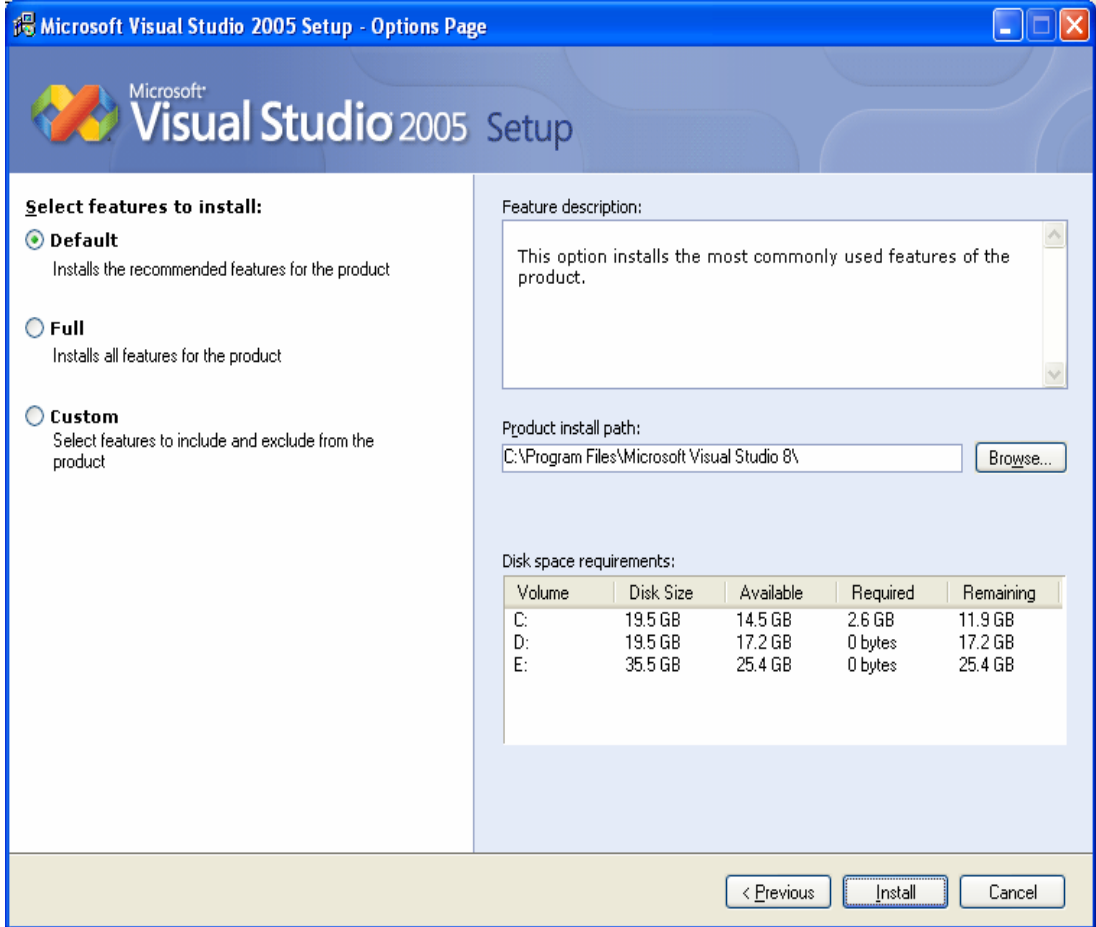 Microsoft Visual Studio 2005 Setup - Options Page
Microsoft
Visual Studio 2005 Setup
Select features to install:
Default
Installs the recommended features for the product
Full
Installs all features for the product
Custom
Select features to include and exclude from the
product
Feature description:
This option installs the most commonly used features of the
product.
Product install path:
C:\Program Files\Microsoft Visual Studio 8\
Browse...
Disk space requirements:
Volume Disk Size Available Required Remaining
C: 19.5 GB 14.5 GB 2.6 GB 11.9 GB
D: 19.5 GB 17.2 GB 0 bytes 17.2 GB
E: 35.5 GB 25.4 GB 0 bytes 25.4 GB
< Previous Install Cancel